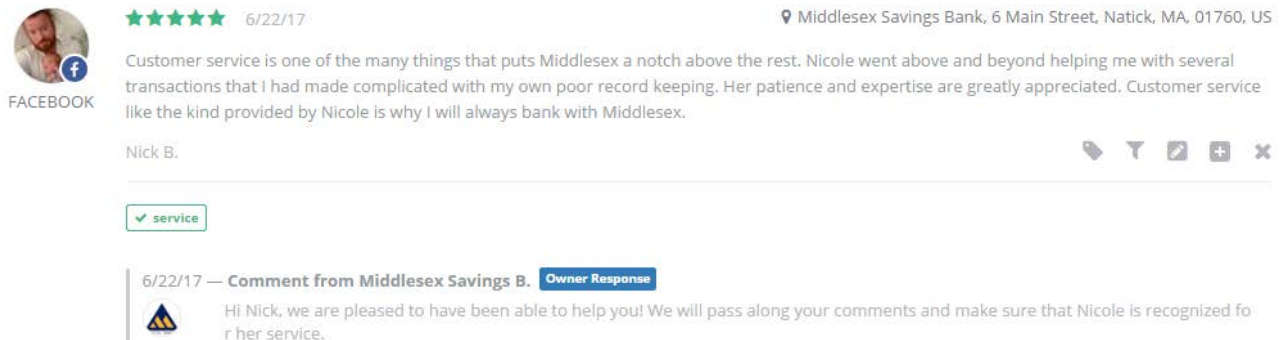 6/22/17
Middlesex Savings Bank, 6 Main Street, Natick, MA, 01760, US
FACEBOOK
Customer service is one of the many things that puts Middlesex a notch above the rest. Nicole went above and beyond helping me with several
transactions that I had made complicated with my own poor record keeping. Her patience and expertise are greatly appreciated. Customer service
like the kind provided by Nicole is why I will always bank with Middlesex.
Nick B.
service
6/22/17 — Comment from Middlesex Savings B. Owner Response
Hi Nick, we are pleased to have been able to help you! We will pass along your comments and make sure that Nicole is recognized fo
r her service.